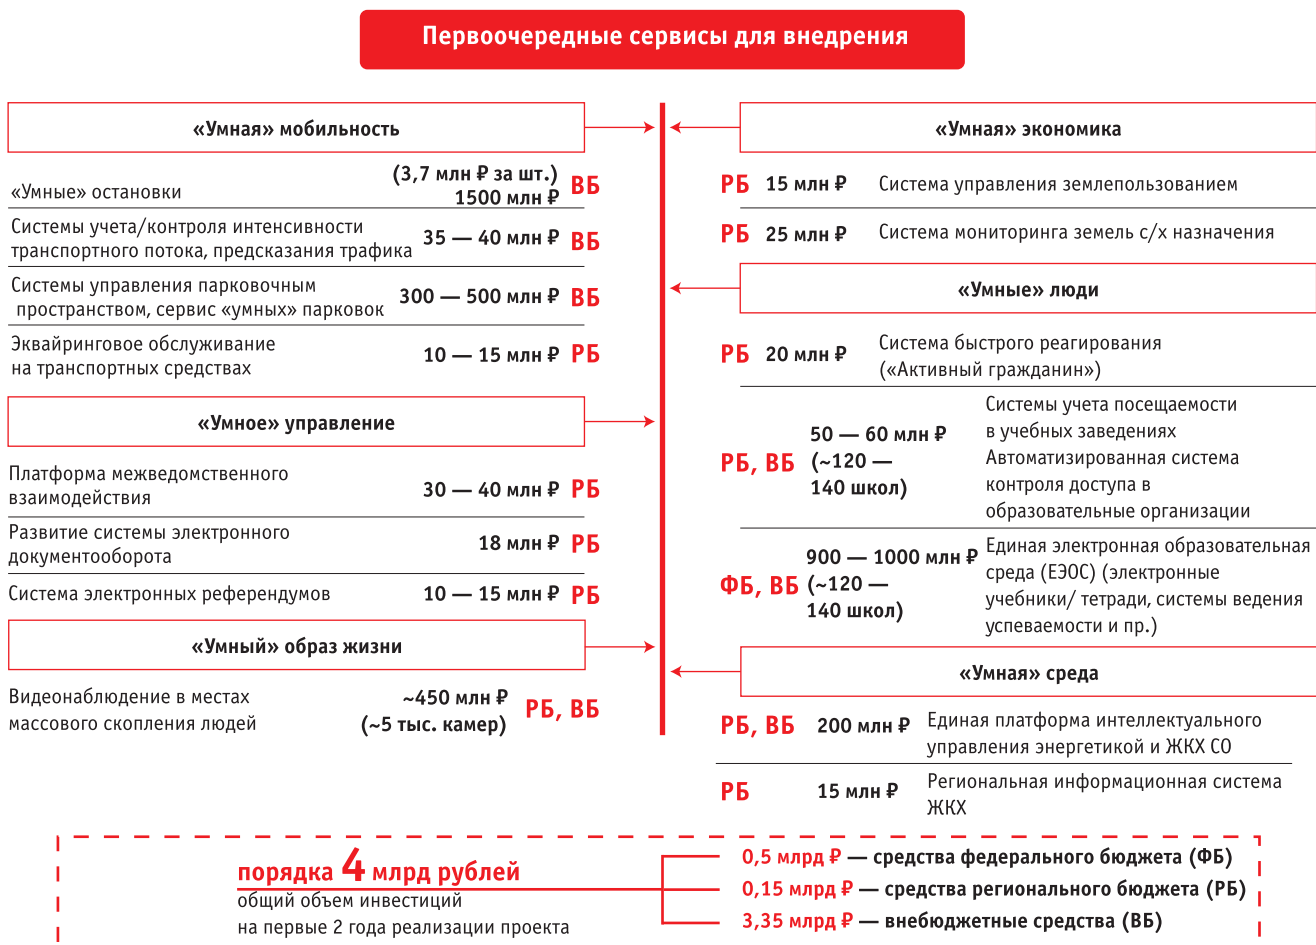 Первоочередные сервисы для внедрения
«Умная» мобильность
«Умные» остановки
(3,7 млн ₽ за шт.)
1500 млн ₽
ВБ
Системы учета/контроля интенсивности
транспортного потока, предсказания трафика
35 — 40 млн ₽
ВБ
Системы управления парковочным
пространством, сервис «умных» парковок
300 — 500 млн ₽
ВБ
Эквайринговое обслуживание
на транспортных средствах
10 — 15 млн ₽
РБ
«Умное» управление
Платформа межведомственного
взаимодействия
30 — 40 млн ₽
РБ
Развитие системы электронного
документооборота
18 млн ₽
РБ
Система электронных референдумов
10 — 15 млн ₽
РБ
«Умный» образ жизни
Видеонаблюдение в местах
массового скопления людей
~450 млн ₽
(~5 тыс. камер)
РБ, ВБ
«Умная» экономика
РБ
15 млн ₽
Система управления землепользованием
РБ
25 млн ₽
Система мониторинга земель с/х назначения
«Умные» люди
РБ
20 млн ₽
Система быстрого реагирования
(«Активный гражданин»)
РБ, ВБ
50 — 60 млн ₽
(~120 —
140 школ)
Системы учета посещаемости
в учебных заведениях
Автоматизированная система
контроля доступа в
образовательные организации
ФБ, ВБ
900 — 1000 млн ₽
(~120 —
140 школ)
Единая электронная образовательная
среда (ЕЭОС) (электронные
учебники/ тетради, системы ведения
успеваемости и пр.)
«Умная» среда
РБ, ВБ
200 млн ₽
Единая платформа интеллектуального
управления энергетикой и ЖКХ СО
РБ
15 млн ₽
Региональная информационная система
ЖКХ
порядка 4 млрд рублей
общий объем инвестиций
на первые 2 года реализации проекта
0,5 млрд ₽ — средства федерального бюджета (ФБ)
0,15 млрд ₽ — средства регионального бюджета (РБ)
3,35 млрд ₽ — внебюджетные средства (ВБ)